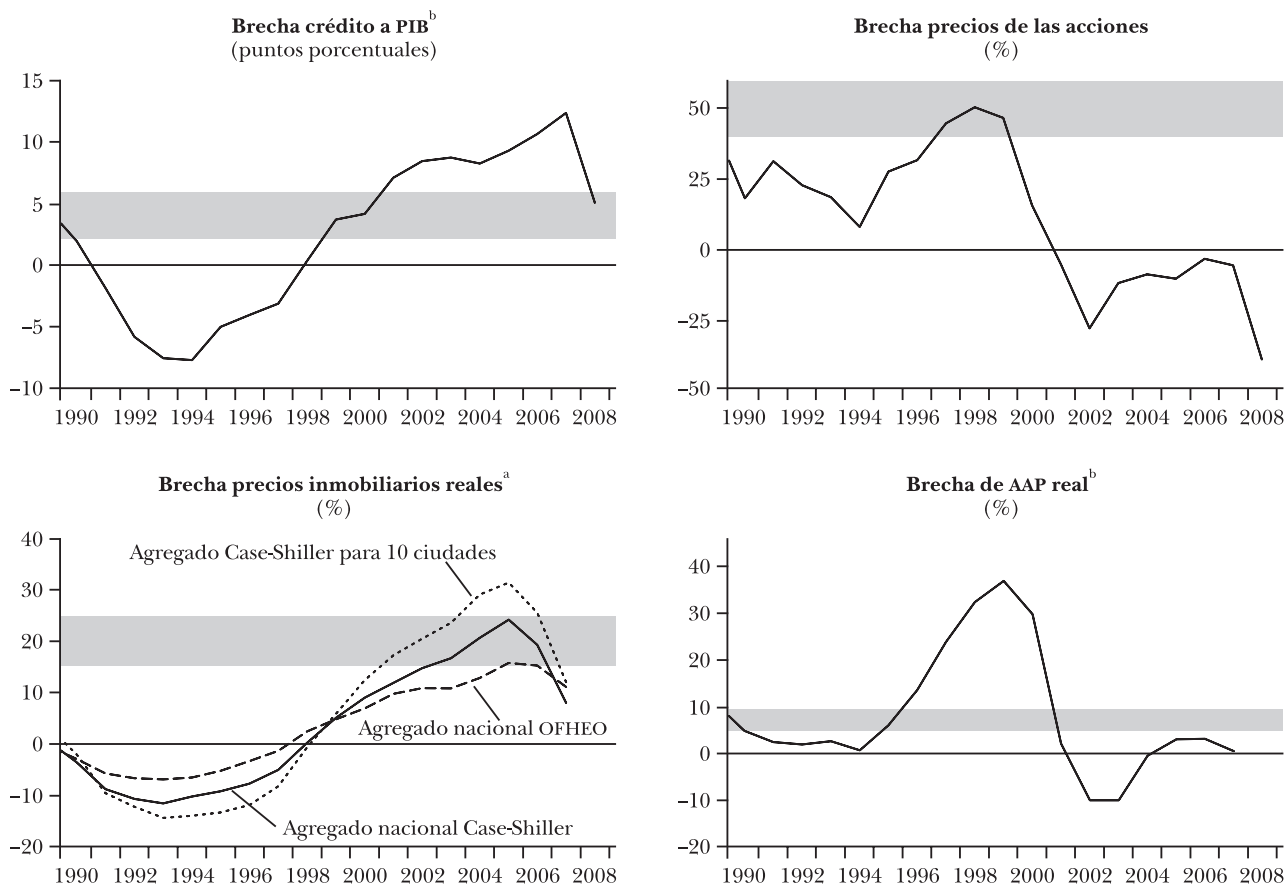 Brecha crédito a PIBb
(puntos porcentuales)
15
10
5
0
–5
–10
1990 1992 1994 1996 1998 2000 2002 2004 2006 2008
Brecha precios de las acciones
(%)
50
25
0
–25
–50
1990 1992 1994 1996 1998 2000 2002 2004 2006 2008
Brecha precios inmobiliarios realesa
(%)
40
30
20
10
0
–10
–20
Agregado Case-Shiller para 10 ciudades
Agregado nacional OFHEO
Agregado nacional Case-Shiller
1990 1992 1994 1996 1998 2000 2002 2004 2006 2008
Brecha de AAP realb
(%)
40
30
20
10
0
–10
–20
1990 1992 1994 1996 1998 2000 2002 2004 2006 2008